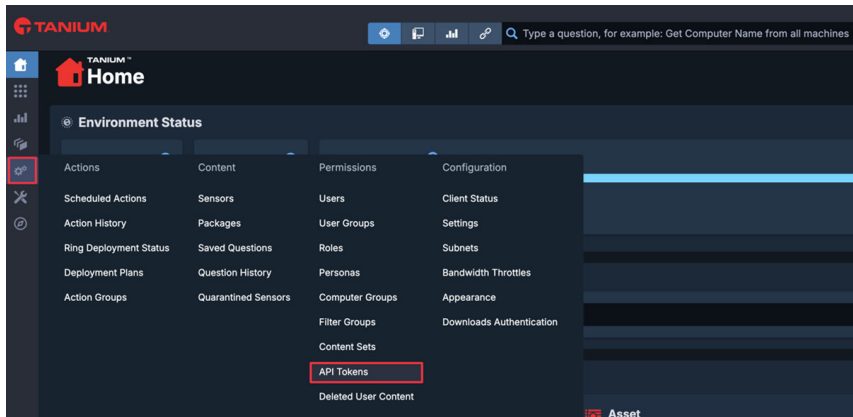 TANIUM
Type a question, for example: Get Computer Name from all machines
TANIUM™
Home
Environment Status
Actions
Scheduled Actions
Action History
Ring Deployment Status
Deployment Plans
Action Groups
Content
Sensors
Packages
Saved Questions
Question History
Quarantined Sensors
Permissions
Users
User Groups
Roles
Personas
Computer Groups
Filter Groups
Content Sets
API Tokens
Deleted User Content
Configuration
Client Status
Settings
Subnets
Bandwidth Throttles
Appearance
Downloads Authentication
Asset